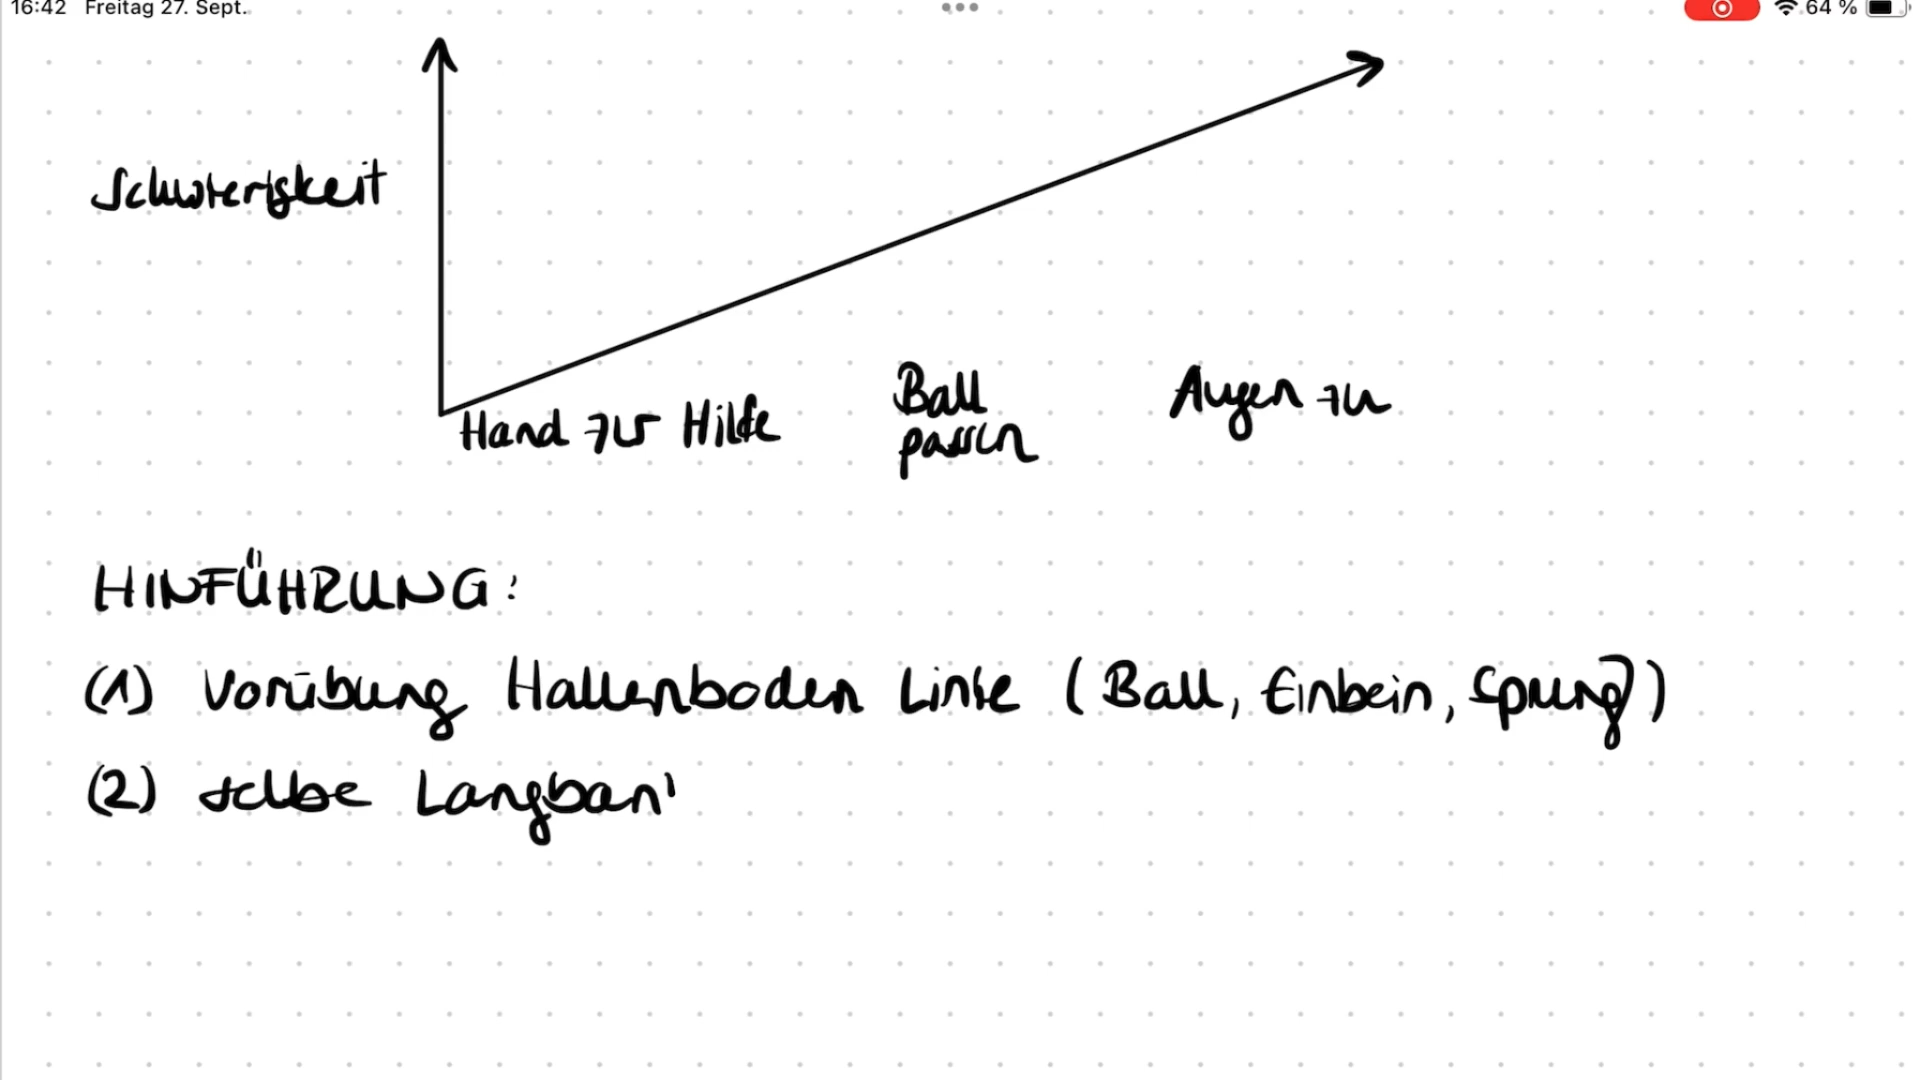 16:42 Freitag 27. Sept.
64 %
Schwierigkeit
Hand zur Hilfe
Ball
passen
Augen zu
HINFÜHRUNG:
(1) Vorübung Hallenboden Linie (Ball, Einbein, Sprung)
(2) selbe Langban